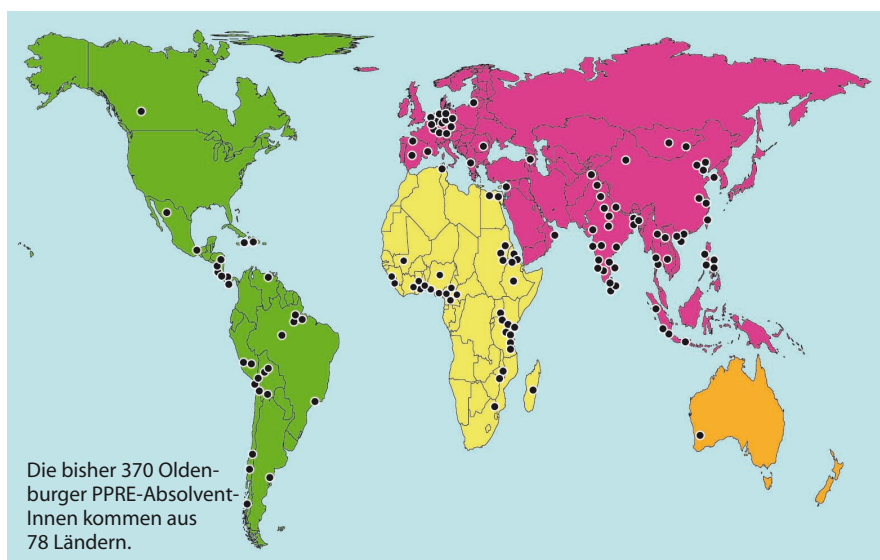 Die bisher 370 Olden-
burger PPRE-Absolvent-
Innen kommen aus
78 Ländern.